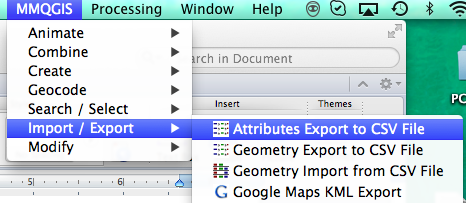 MMQGIS Processing Window Help
Animate
Combine
Create
Geocode
Search / Select
Import / Export
Modify
Search in Document
Insert Themes
Attributes Export to CSV File
Geometry Export to CSV File
Geometry Import from CSV File
Google Maps KML Export
PO
5 6